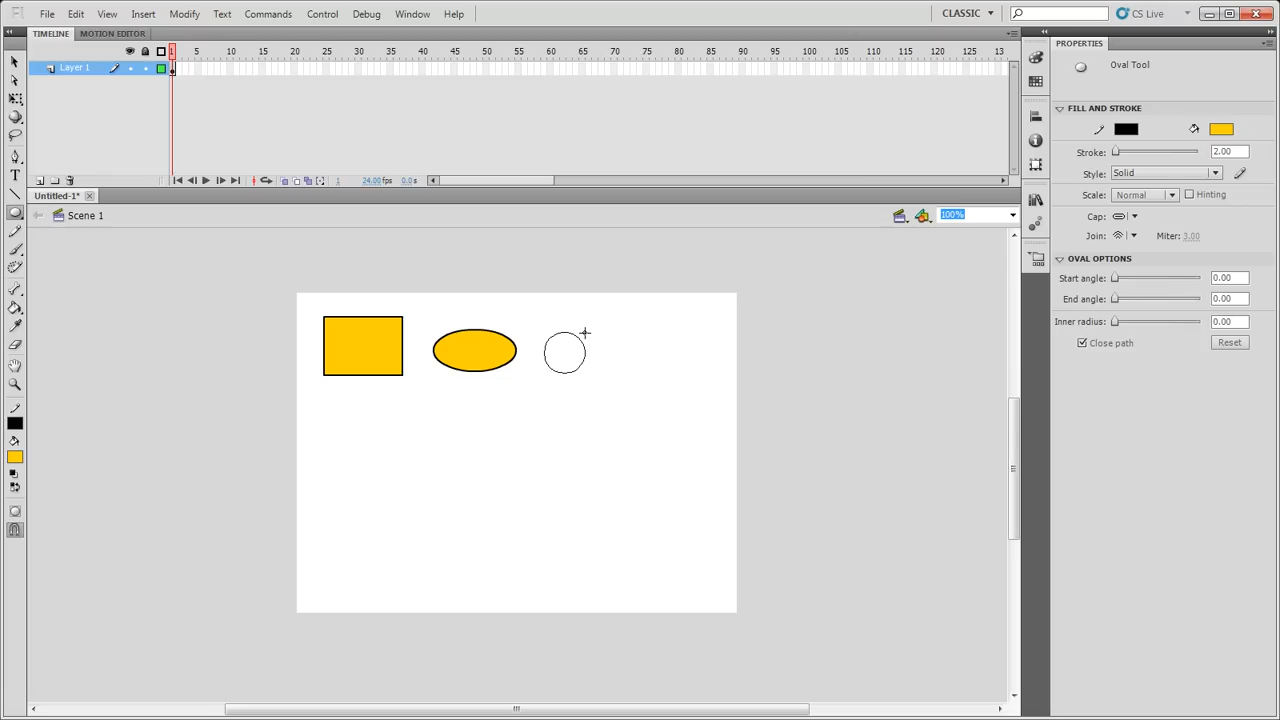 Fl File Edit View Insert Modify Text Commands Control Debug Window Help CLASSIC CS Live
TIMELINE MOTION EDITOR
1 5 10 15 20 25 30 35 40 45 50 55 60 65 70 75 80 85 90 95 100 105 110 115 120 125 13
Layer 1
1 24.00 fps 0.0 s
Untitled-1*
Scene 1 100%
PROPERTIES
Oval Tool
FILL AND STROKE
Stroke: 2.00
Style: Solid
Scale: Normal Hinting
Cap:
Join: Miter: 3.00
OVAL OPTIONS
Start angle: 0.00
End angle: 0.00
Inner radius: 0.00
Close path Reset